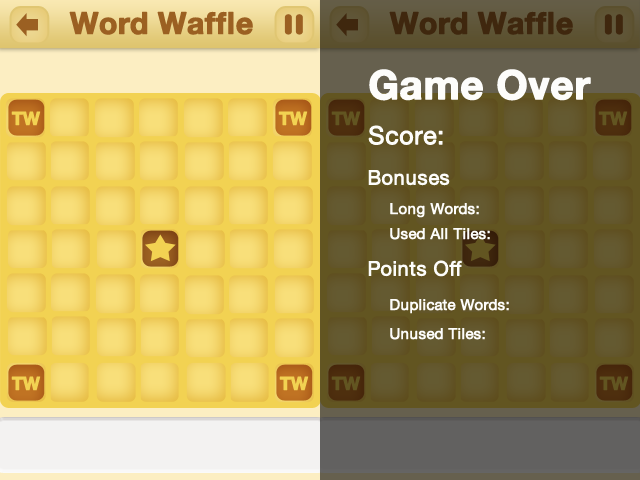 Word Waffle
TW TW
TW TW
Word Waffle
Game Over
TW TW
Score:
Bonuses
Long Words:
Used All Tiles:
Points Off
Duplicate Words:
Unused Tiles:
TW TW